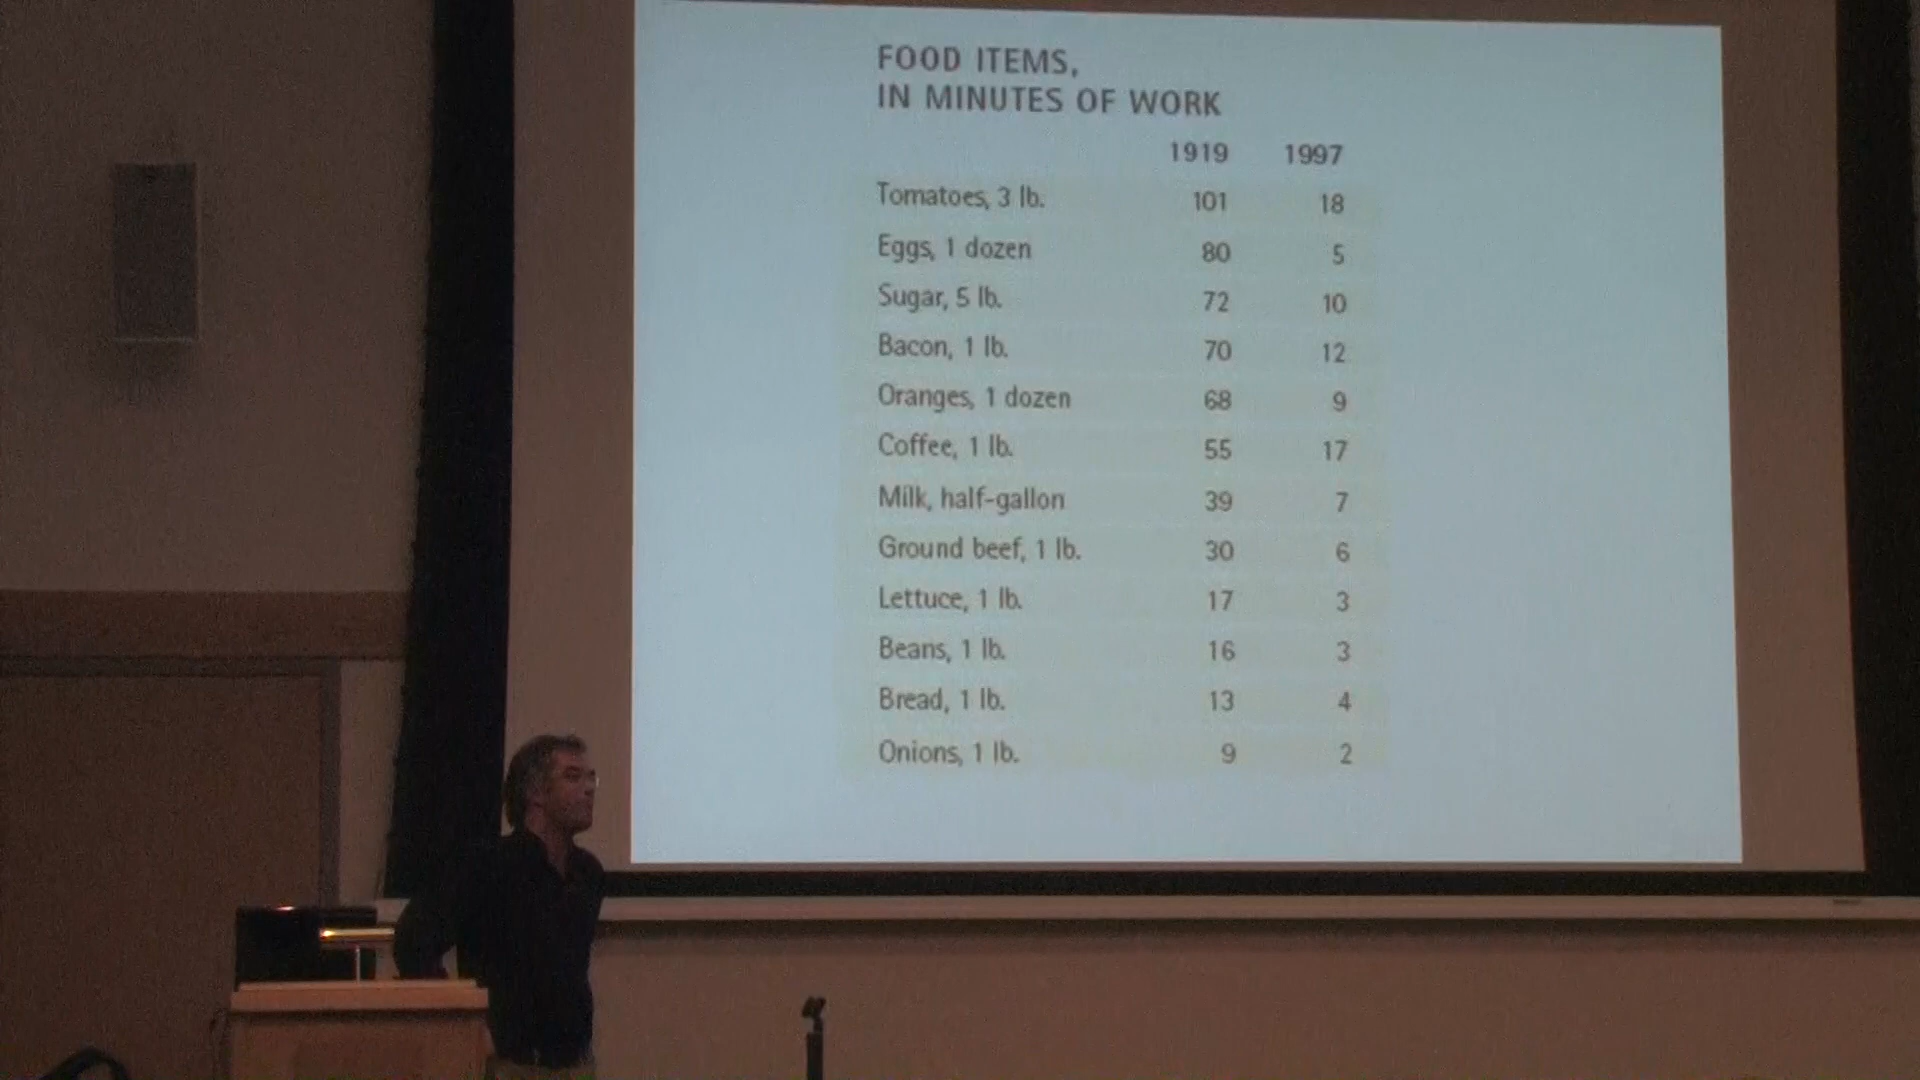 FOOD ITEMS,
IN MINUTES OF WORK
1919 1997
Tomatoes, 3 lb. 101 18
Eggs, 1 dozen 80 5
Sugar, 5 lb. 72 10
Bacon, 1 lb. 70 12
Oranges, 1 dozen 68 9
Coffee, 1 lb. 55 17
Milk, half-gallon 39 7
Ground beef, 1 lb. 30 6
Lettuce, 1 lb. 17 3
Beans, 1 lb. 16 3
Bread, 1 lb. 13 4
Onions, 1 lb. 9 2